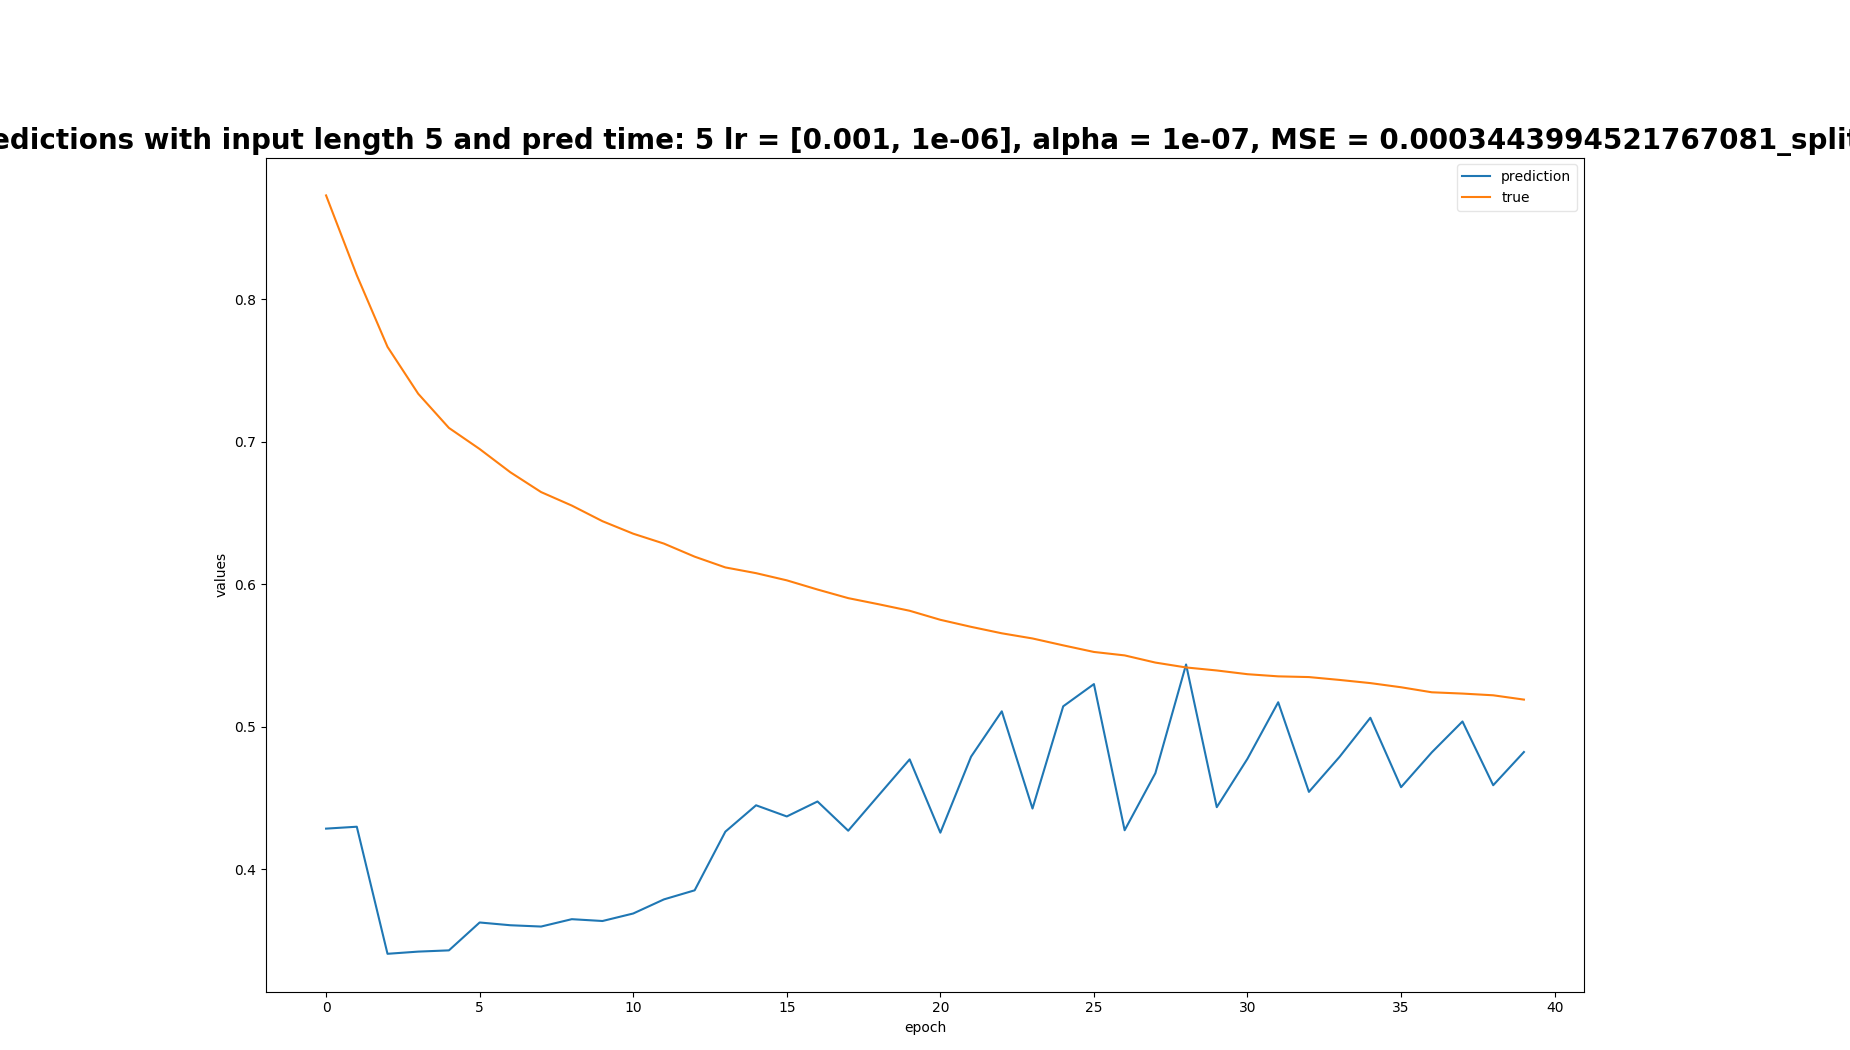 edictions with input length 5 and pred time: 5 lr = [0.001, 1e-06], alpha = 1e-07, MSE = 0.0003443994521767081_split
prediction
true
0.8
0.7
0.6
0.5
0.4
values
0 5 10 15 20 25 30 35 40
epoch